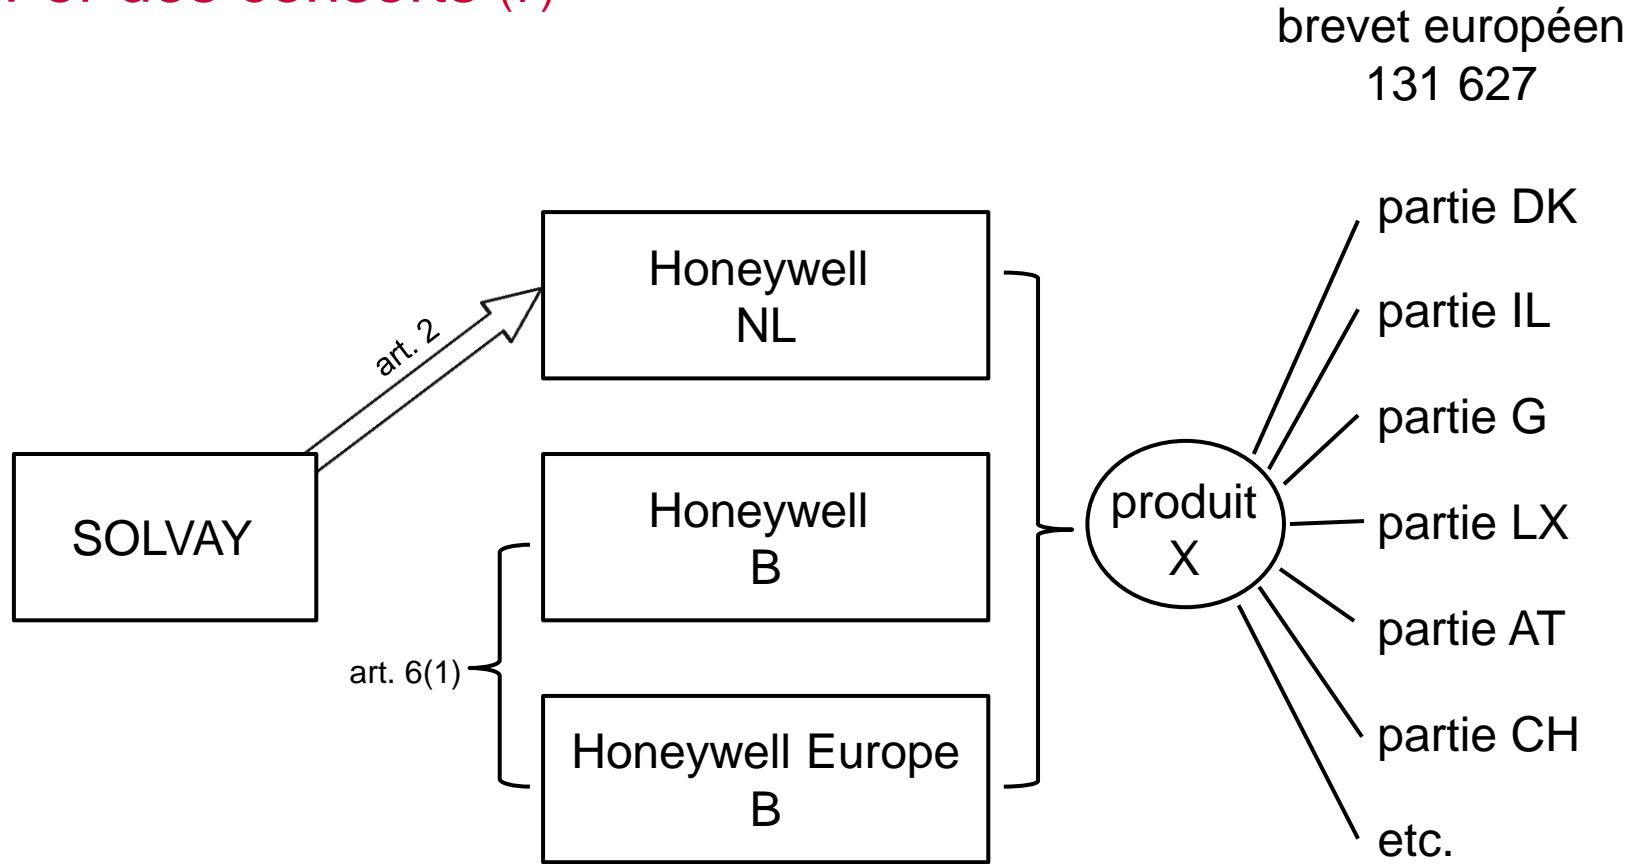 brevet européen
131 627
art. 2
SOLVAY
Honeywell
NL
Honeywell
B
art. 6(1)
Honeywell Europe
B
produit
X
partie DK
partie IL
partie G
partie LX
partie AT
partie CH
etc.